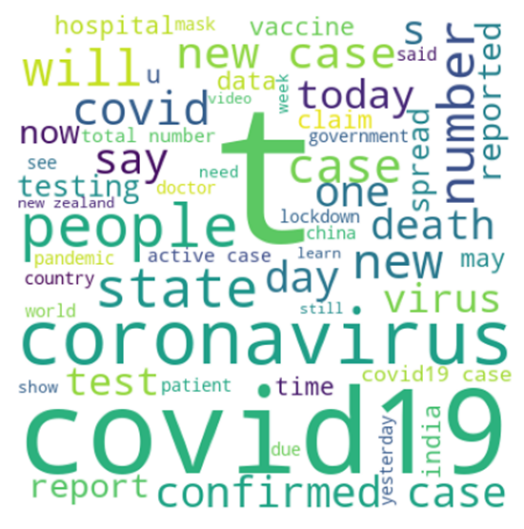 hospital mask vaccine s
will new case said number reported
u data week
covid video today
now total number t claim
say government spread
see need case
testing doctor one
new zealand lockdown death
people china
pandemic active case learn new may
country state day
world still virus
coronavirus
show test patient time covid19 case
covid19
due yesterday india
report confirmed case